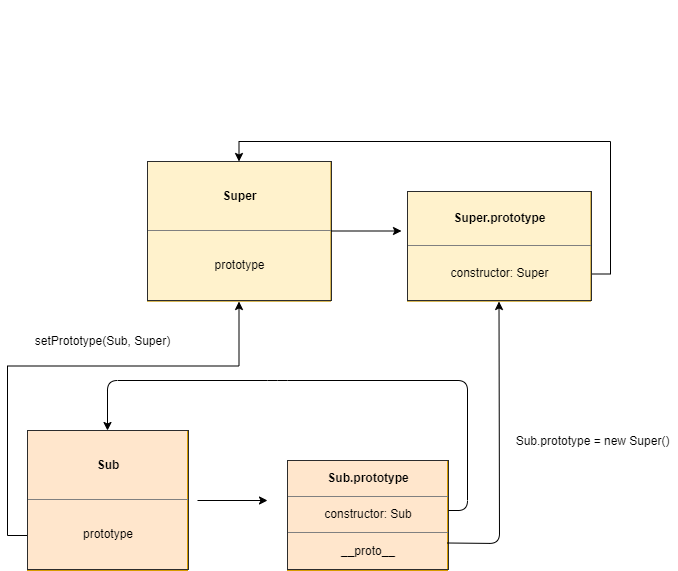 Super
prototype
Super.prototype
constructor: Super
setPrototype(Sub, Super)
Sub
prototype
Sub.prototype
constructor: Sub
__proto__
Sub.prototype = new Super()